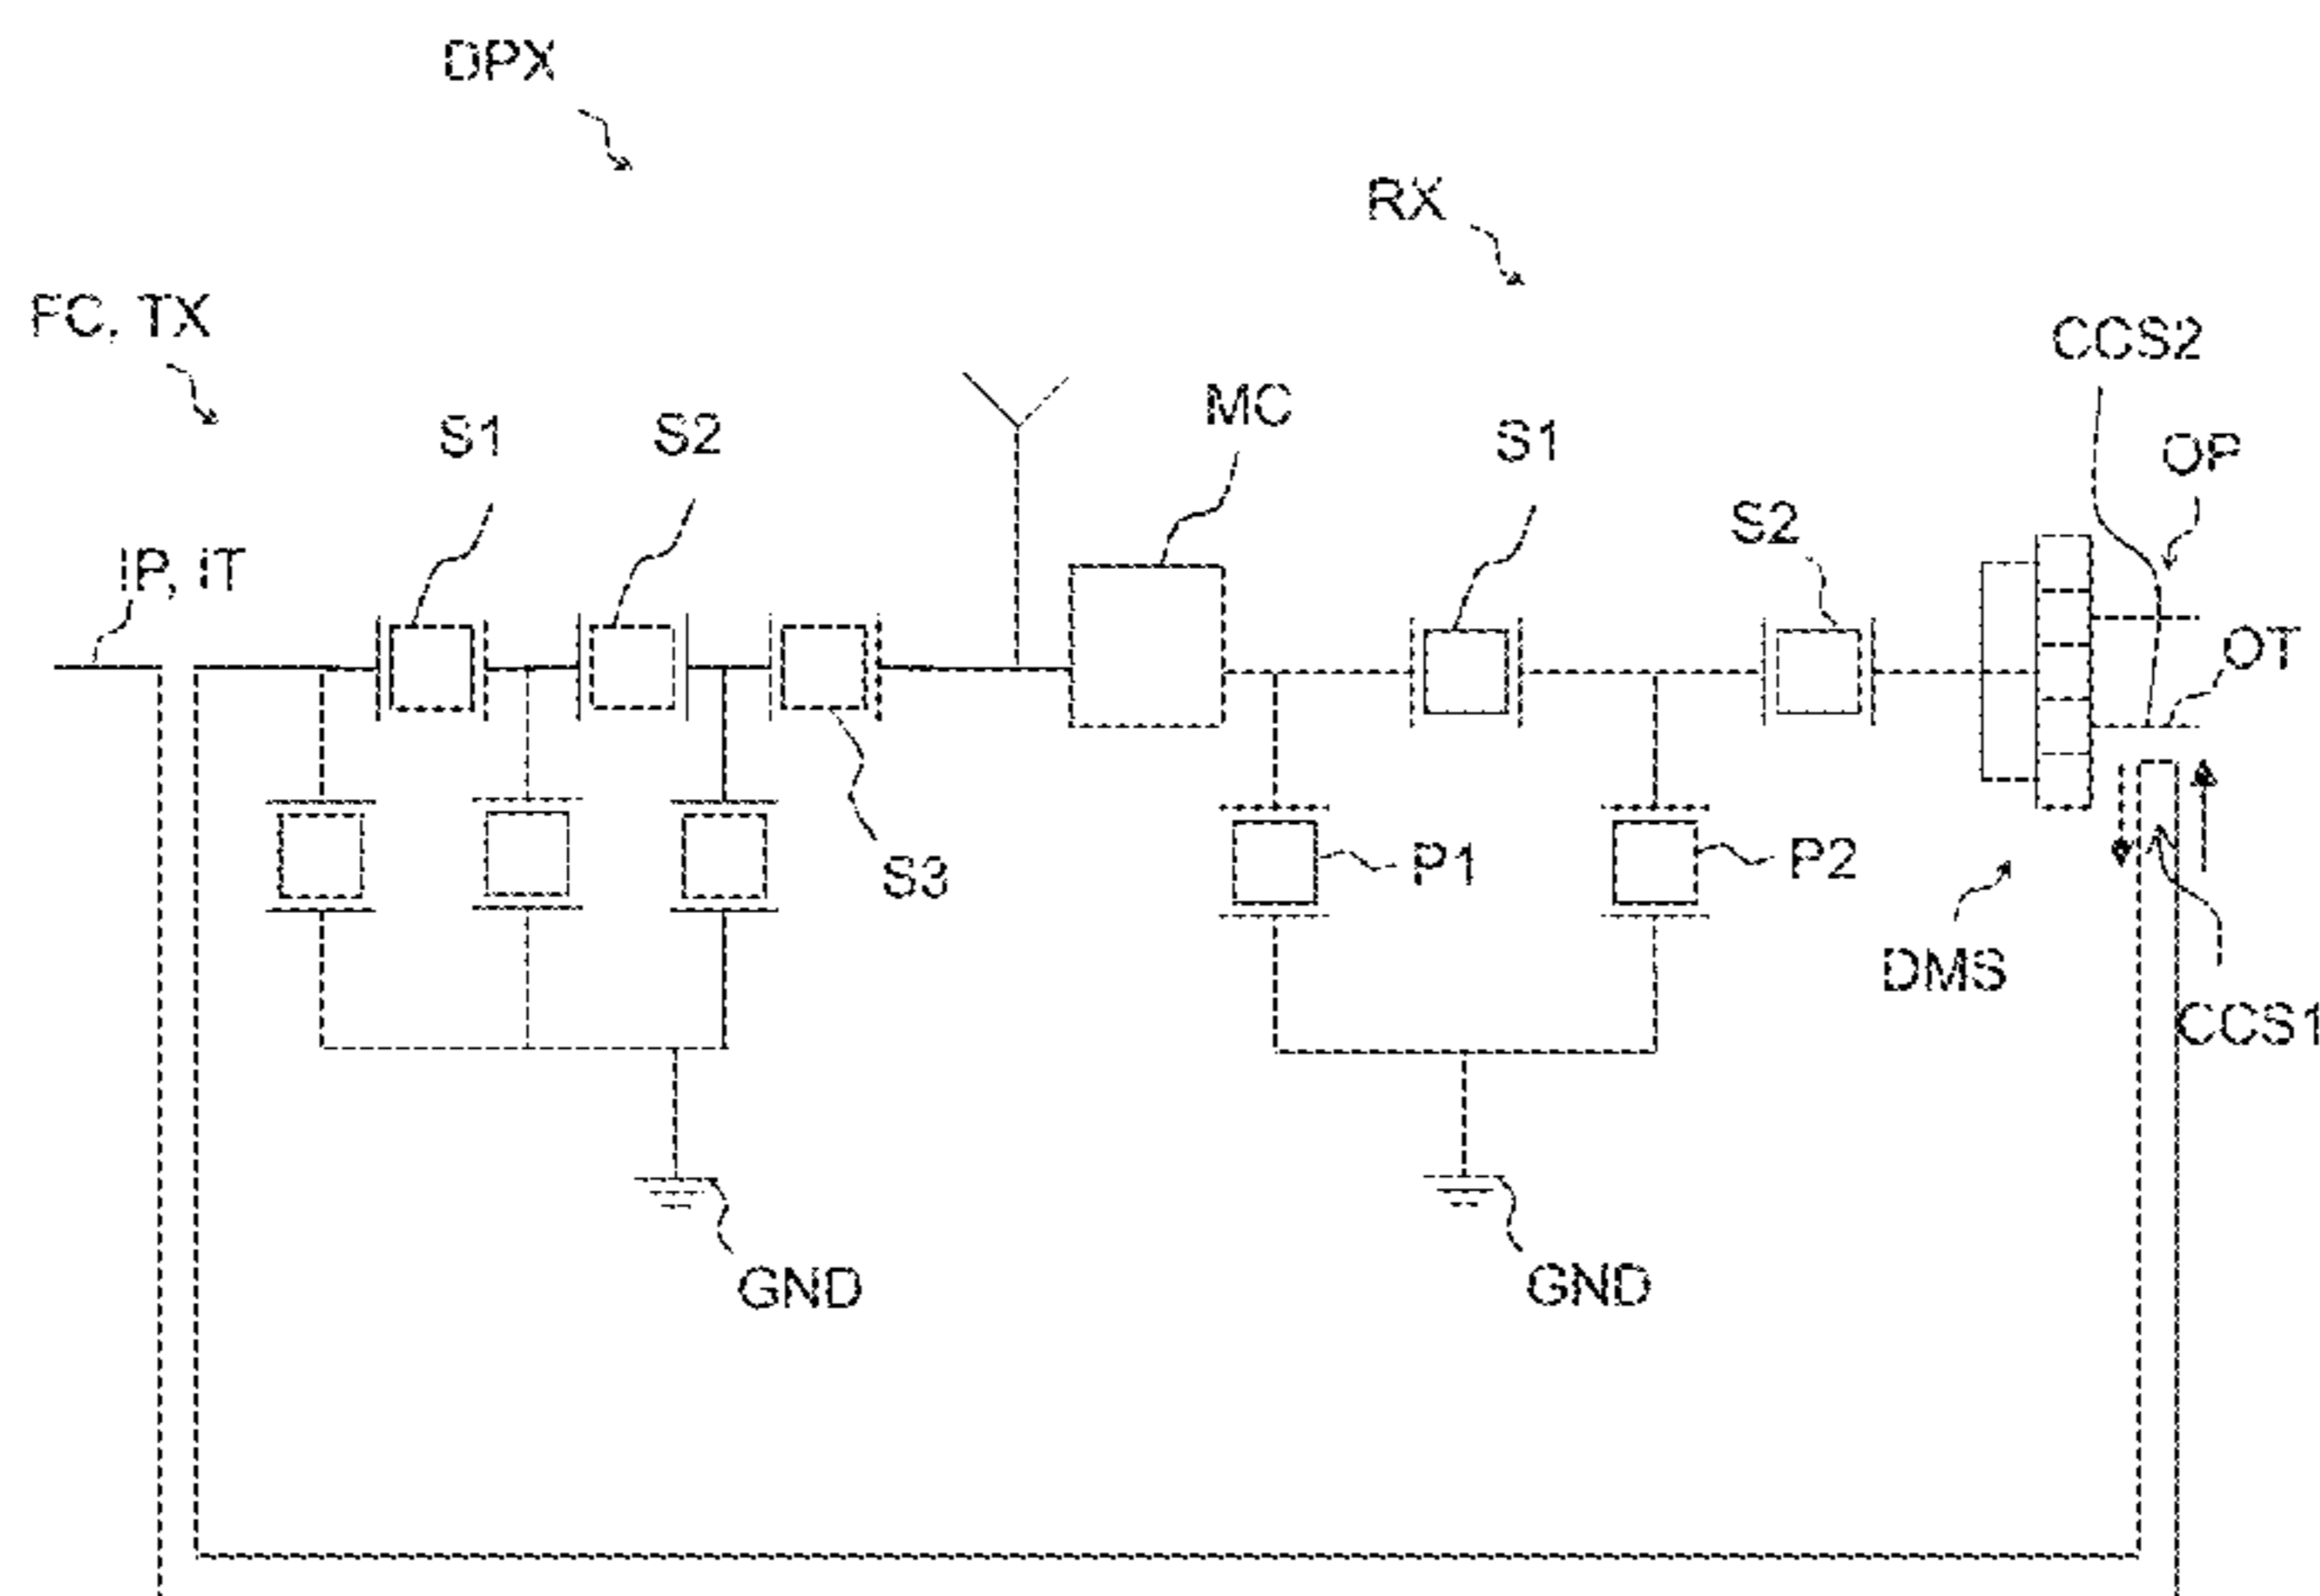 DPX
RX
FC, TX
CCS2
MC
S1
S2
S1
OP
S2
IP, IT
OT
P1
P2
S3
DMS
CCS1
GND
GND